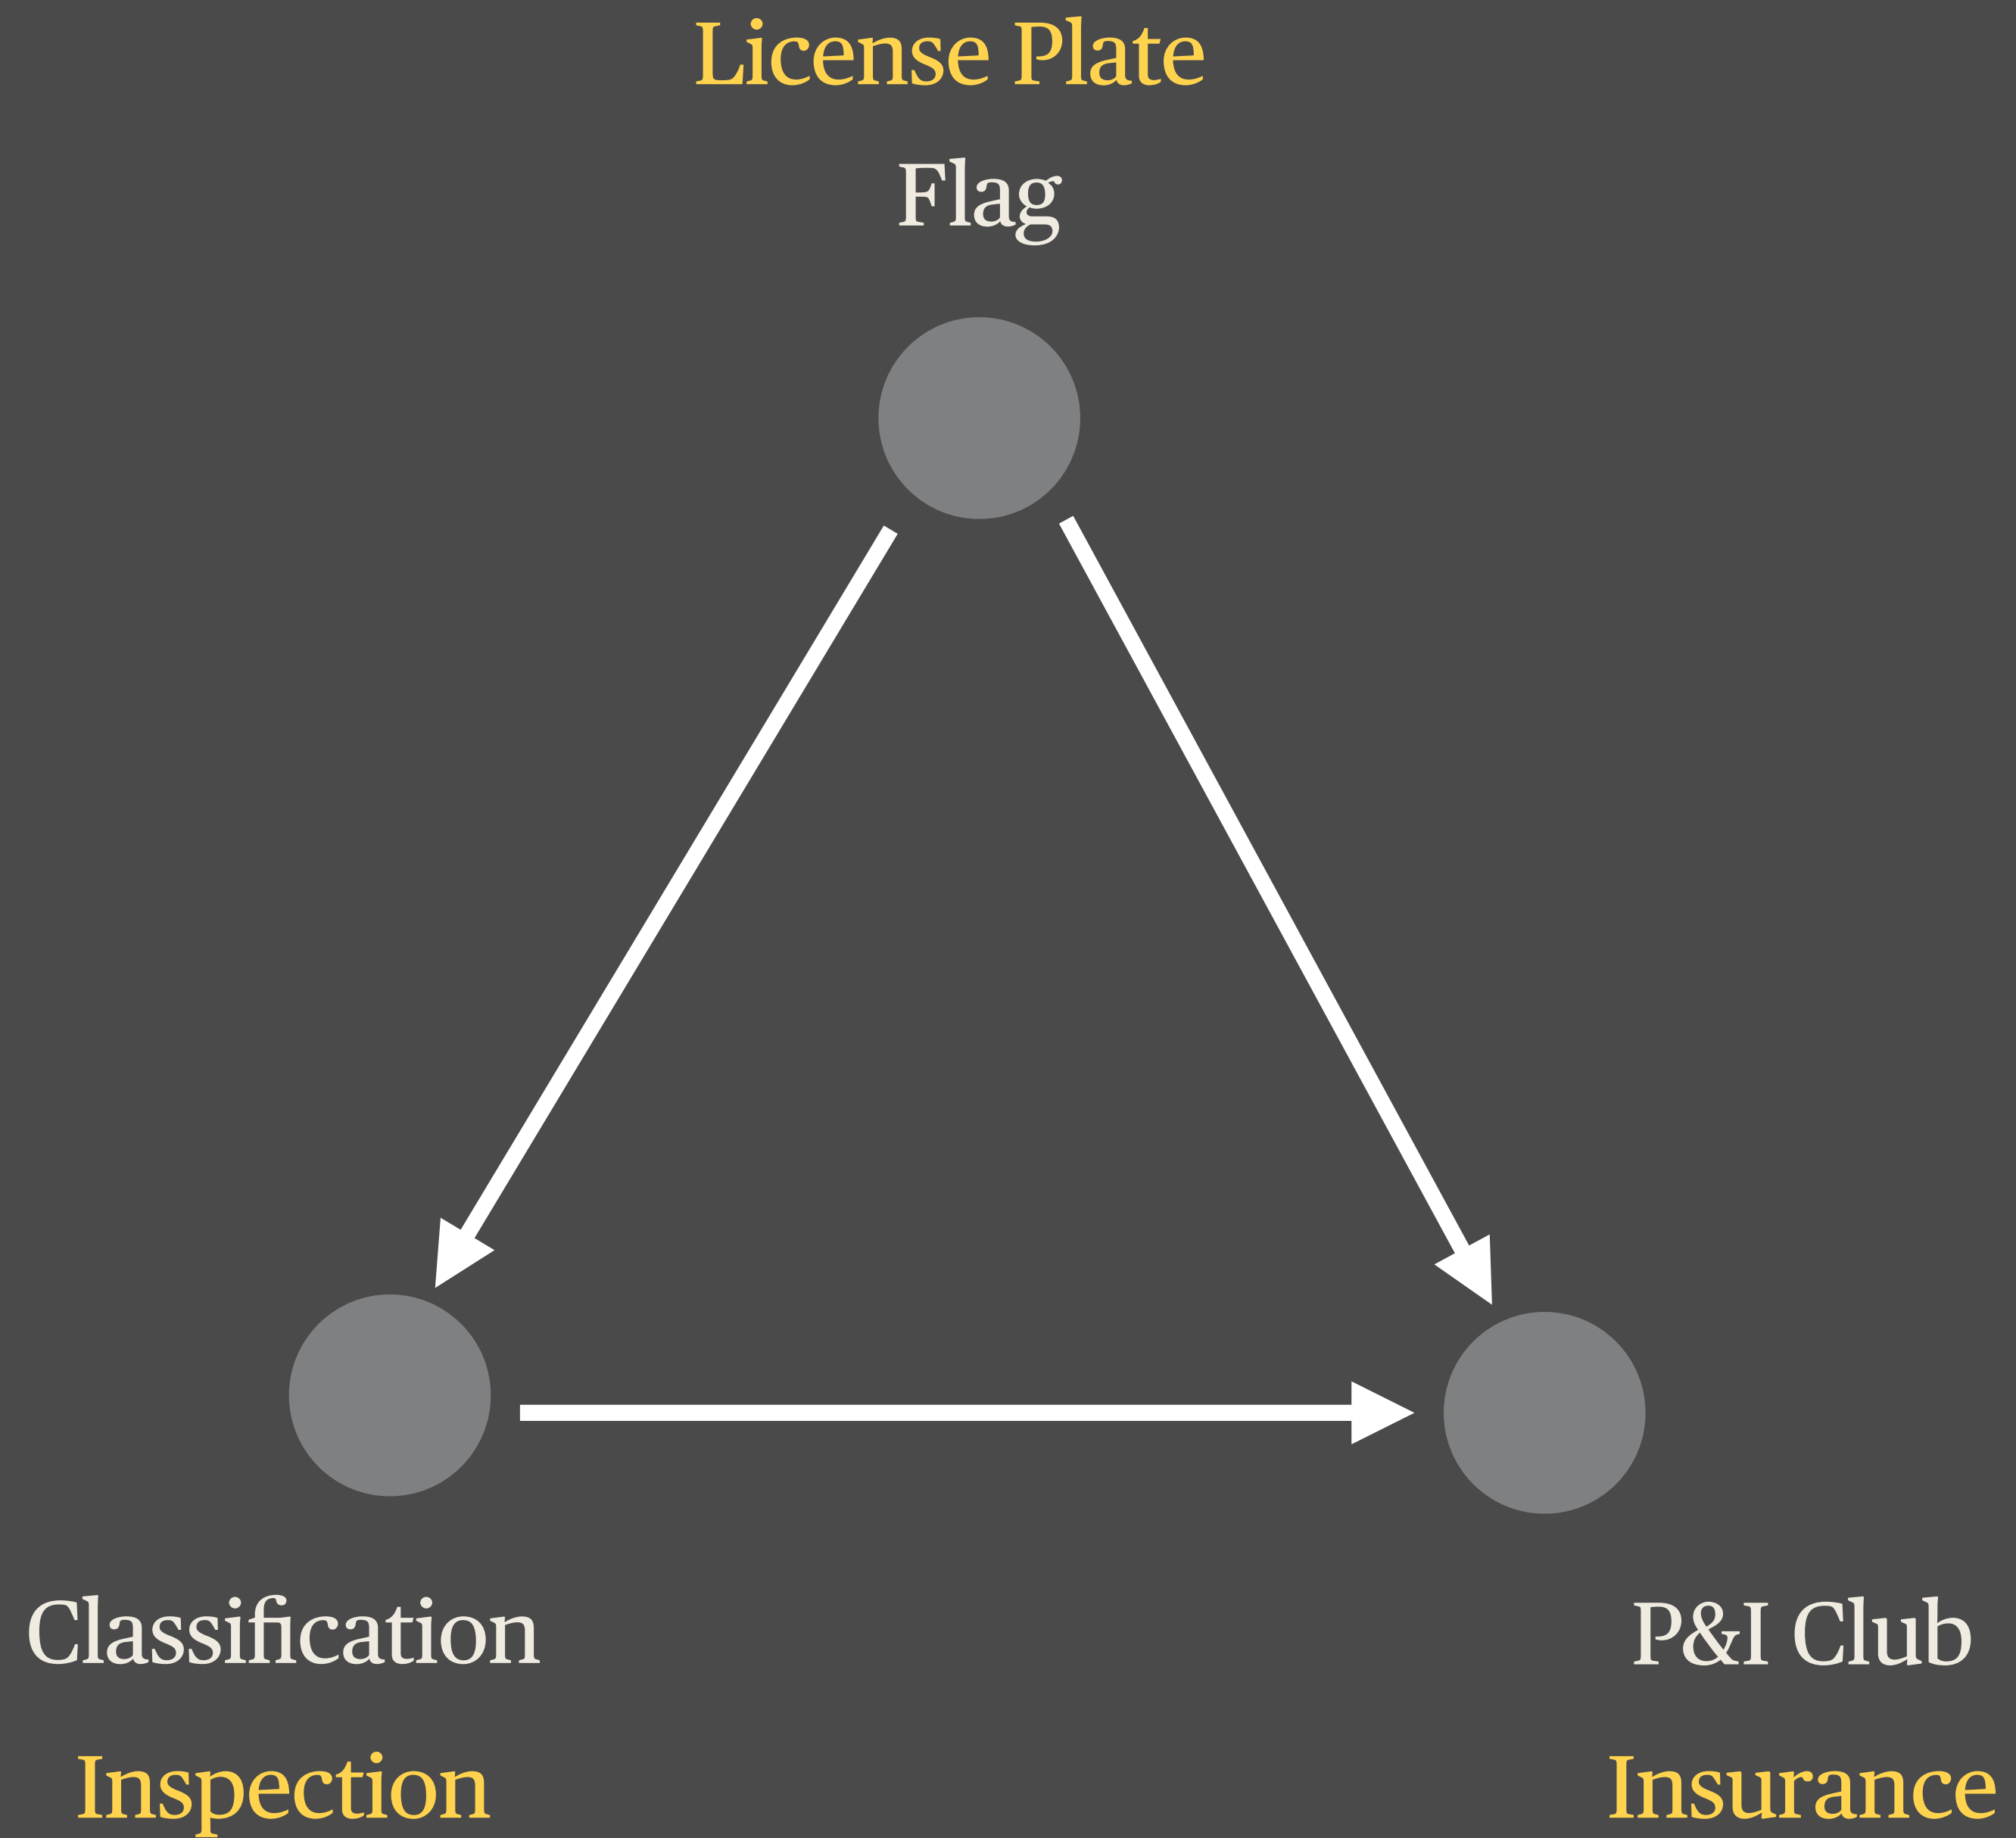 License Plate
Flag
Classification
P&I Club
Inspection
Insurance